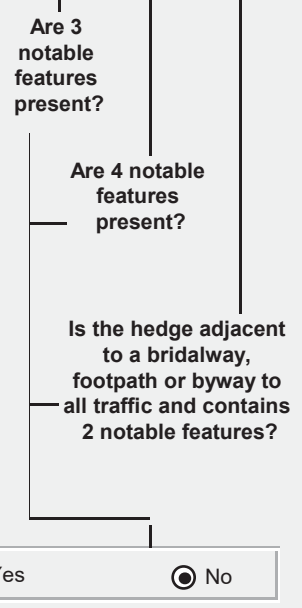 Are 3
notable
features
present?
Are 4 notable
features
present?
Is the hedge adjacent
to a bridalway,
footpath or byway to
all traffic and contains
2 notable features?
es No